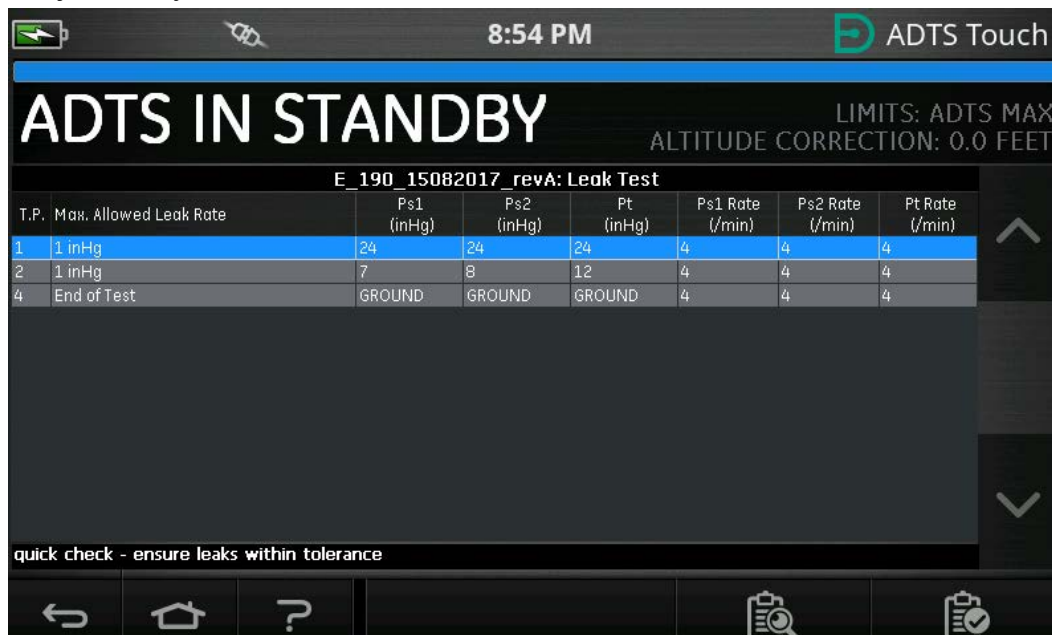 8:54 PM
ADTS Touch
ADTS IN STANDBY
LIMITS: ADTS MAX
ALTITUDE CORRECTION: 0.0 FEET
E_190_15082017_revA: Leak Test
T.P. Max. Allowed Leak Rate Ps1 (inHg) Ps2 (inHg) Pt (inHg) Ps1 Rate (/min) Ps2 Rate (/min) Pt Rate (/min)
1 1 inHg 24 24 24 4 4 4
2 1 inHg 7 8 12 4 4 4
4 End of Test GROUND GROUND GROUND 4 4 4
quick check - ensure leaks within tolerance
?